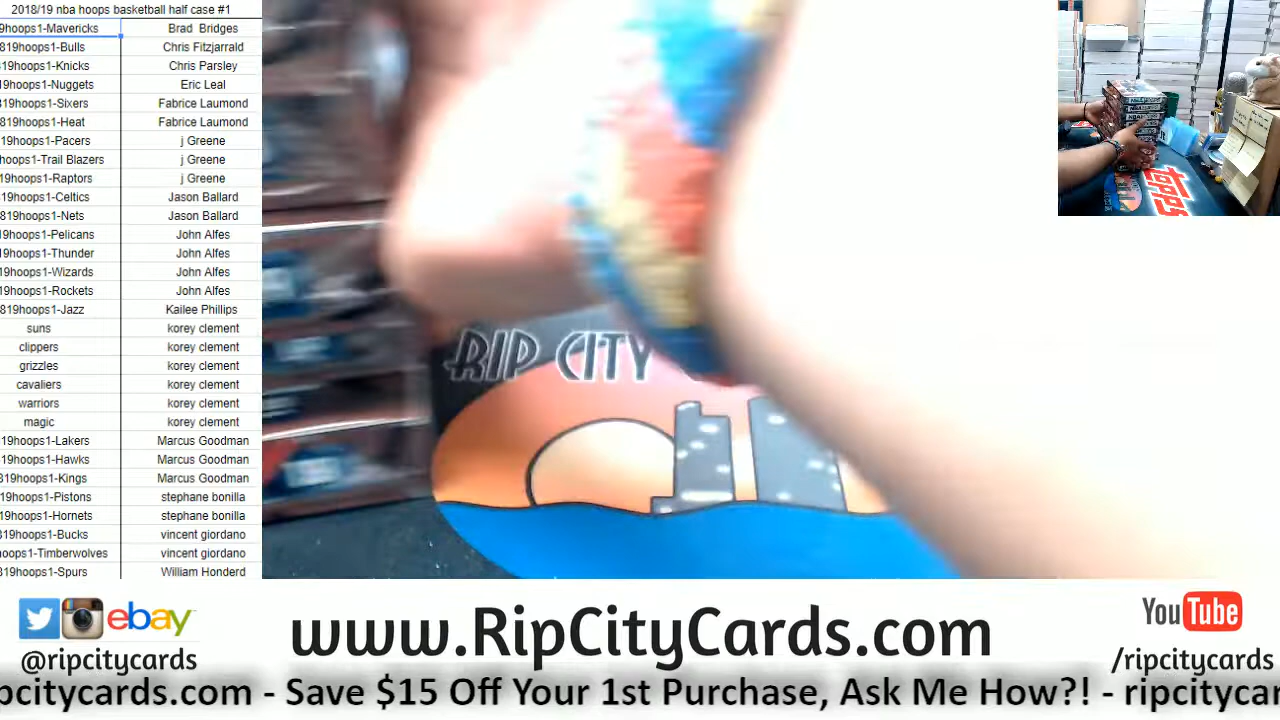 2018/19 nba hoops basketball half case #1
9hoops1-Mavericks Brad Bridges
819hoops1-Bulls Chris Fitzjarrald
19hoops1-Knicks Chris Parsley
19hoops1-Nuggets Eric Leal
819hoops1-Sixers Fabrice Laumond
819hoops1-Heat Fabrice Laumond
19hoops1-Pacers j Greene
hoops1-Trail Blazers j Greene
19hoops1-Raptors j Greene
19hoops1-Celtics Jason Ballard
819hoops1-Nets Jason Ballard
19hoops1-Pelicans John Alfes
19hoops1-Thunder John Alfes
19hoops1-Wizards John Alfes
19hoops1-Rockets John Alfes
819hoops1-Jazz Kailee Phillips
suns korey clement
clippers korey clement
grizzles korey clement
cavaliers korey clement
warriors korey clement
magic korey clement
19hoops1-Lakers Marcus Goodman
19hoops1-Hawks Marcus Goodman
319hoops1-Kings Marcus Goodman
19hoops1-Pistons stephane bonilla
19hoops1-Hornets stephane bonilla
819hoops1-Bucks vincent giordano
hoops1-Timberwolves vincent giordano
819hoops1-Spurs William Honderd
RIP CITY
topps
ebay
@ripcitycards
www.RipCityCards.com
YouTube
/ripcitycards
pcitycards.com - Save $15 Off Your 1st Purchase, Ask Me How?! - ripcitycar